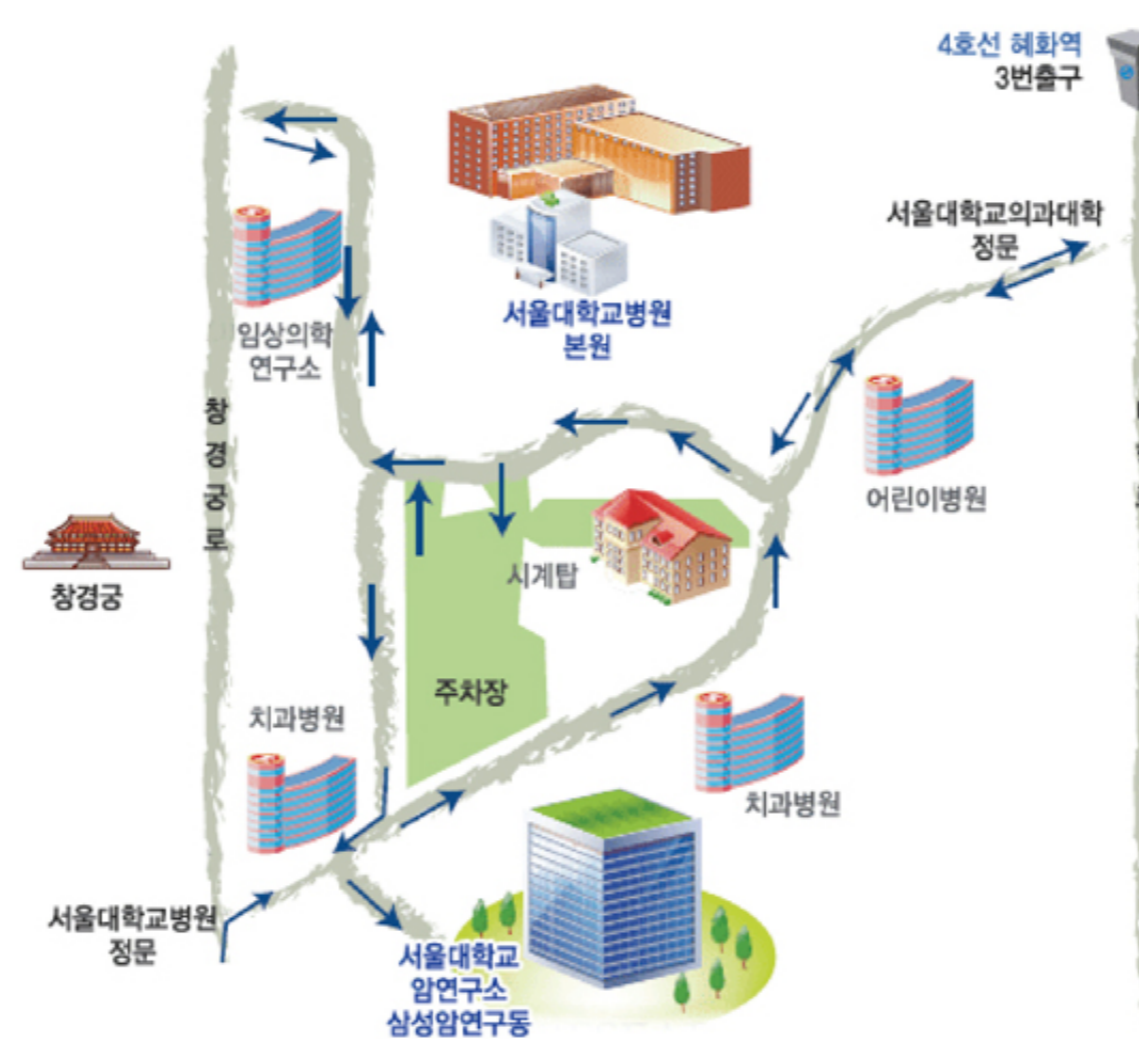 4호선 혜화역
3번출구
서울대학교의과대학
정문
서울대학교병원
본원
임상의학
연구소
창경궁로
어린이병원
시계탑
창경궁
주차장
치과병원
치과병원
서울대학교병원
정문
서울대학교
암연구소
삼성암연구동